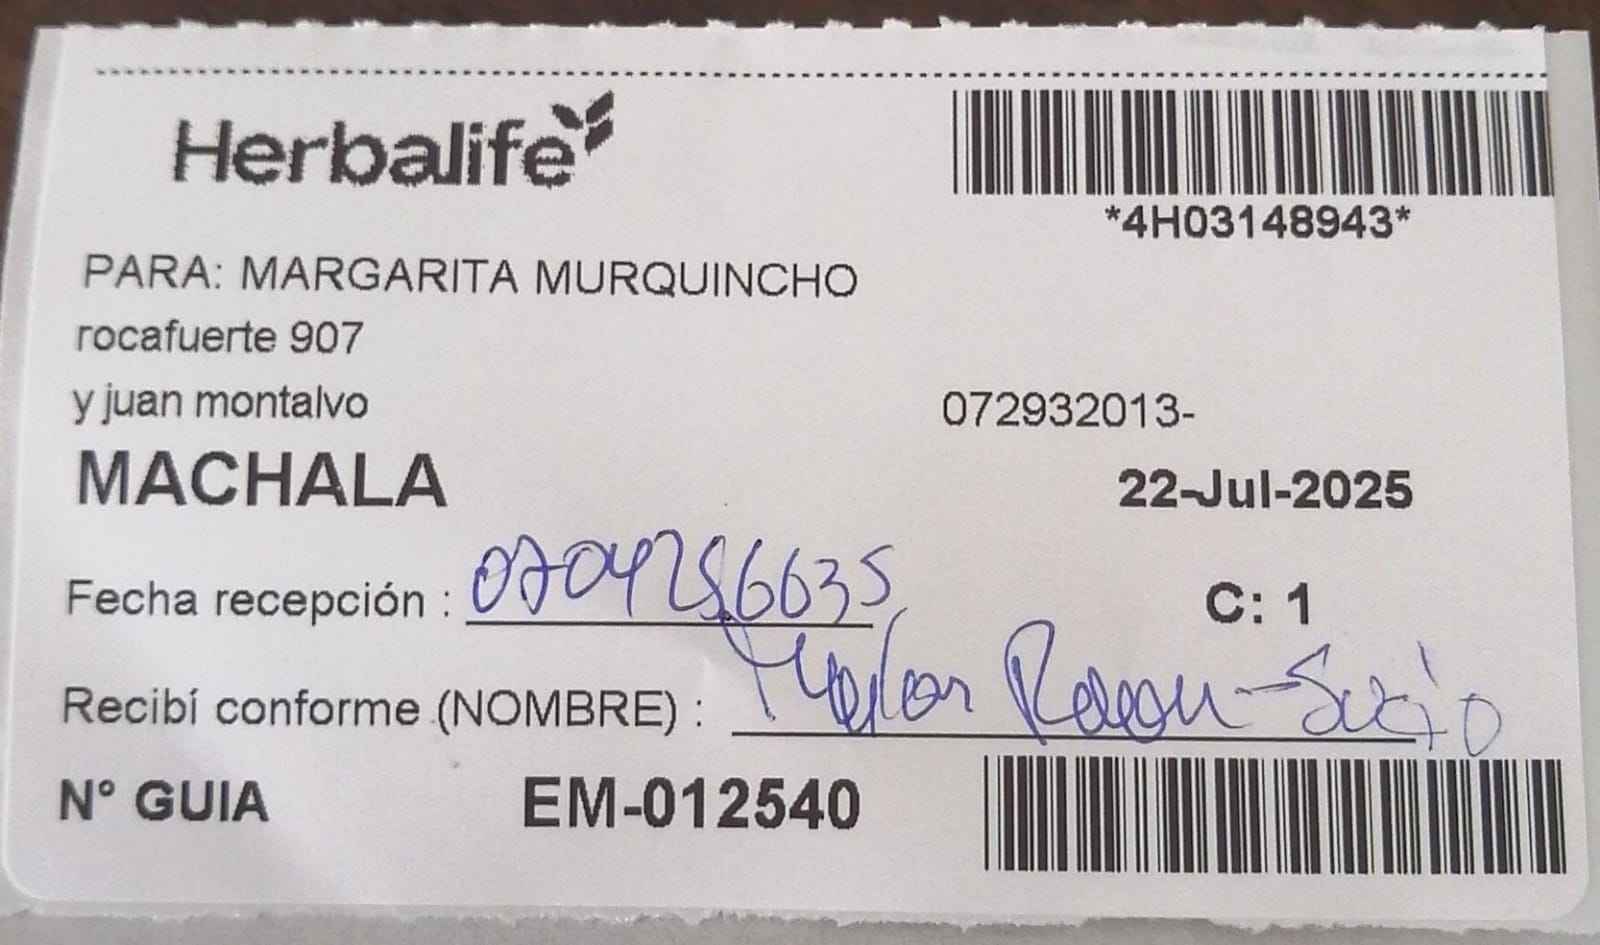 Herbalife
*4H03148943*
PARA: MARGARITA MURQUINCHO
rocafuerte 907
y juan montalvo
072932013-
MACHALA
22-Jul-2025
Fecha recepción : 0704256635
C: 1
Recibí conforme (NOMBRE) :
N° GUIA EM-012540